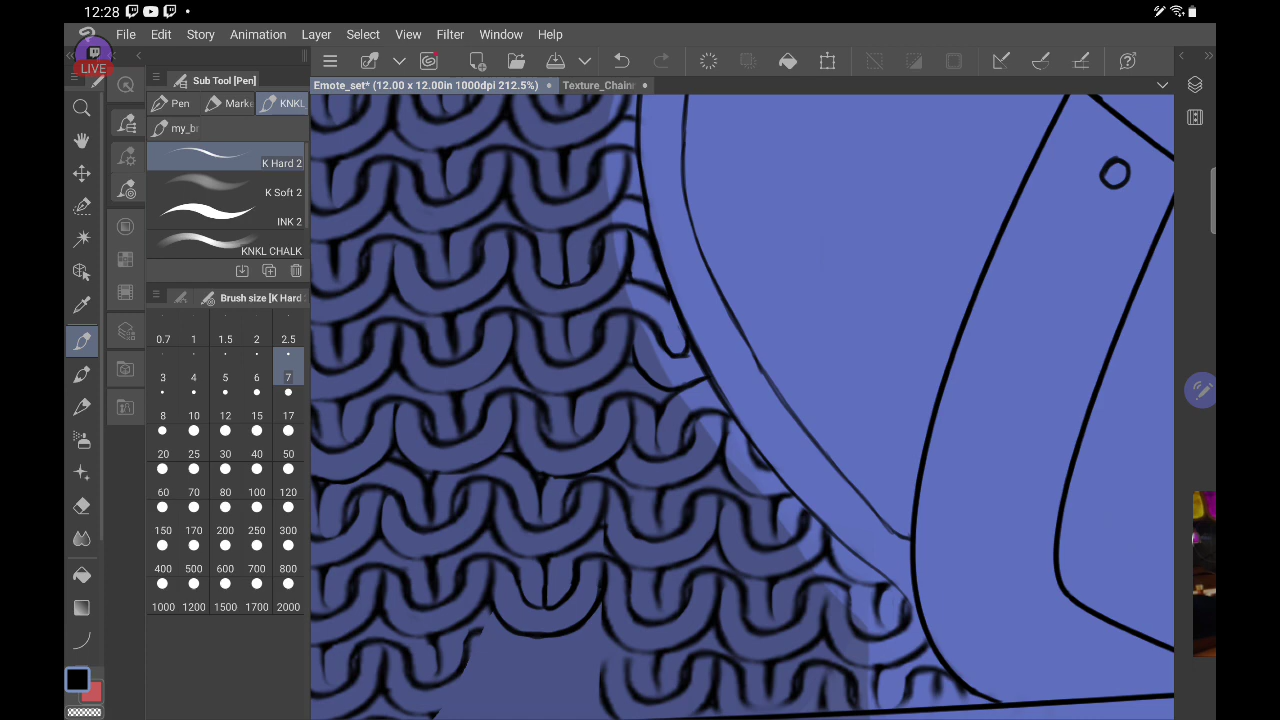 12:28
File Edit Story Animation Layer Select View Filter Window Help
LIVE
Sub Tool [Pen]
Emote_set* (12.00 x 12.00in 1000dpi 212.5%) Texture_Chain
Pen Marke KNKL
my_br
K Hard 2
K Soft 2
INK 2
KNKL CHALK
Brush size [K Hard
0.7 1 1.5 2 2.5
3 4 5 6 7
8 10 12 15 17
20 25 30 40 50
60 70 80 100 120
150 170 200 250 300
400 500 600 700 800
1000 1200 1500 1700 2000